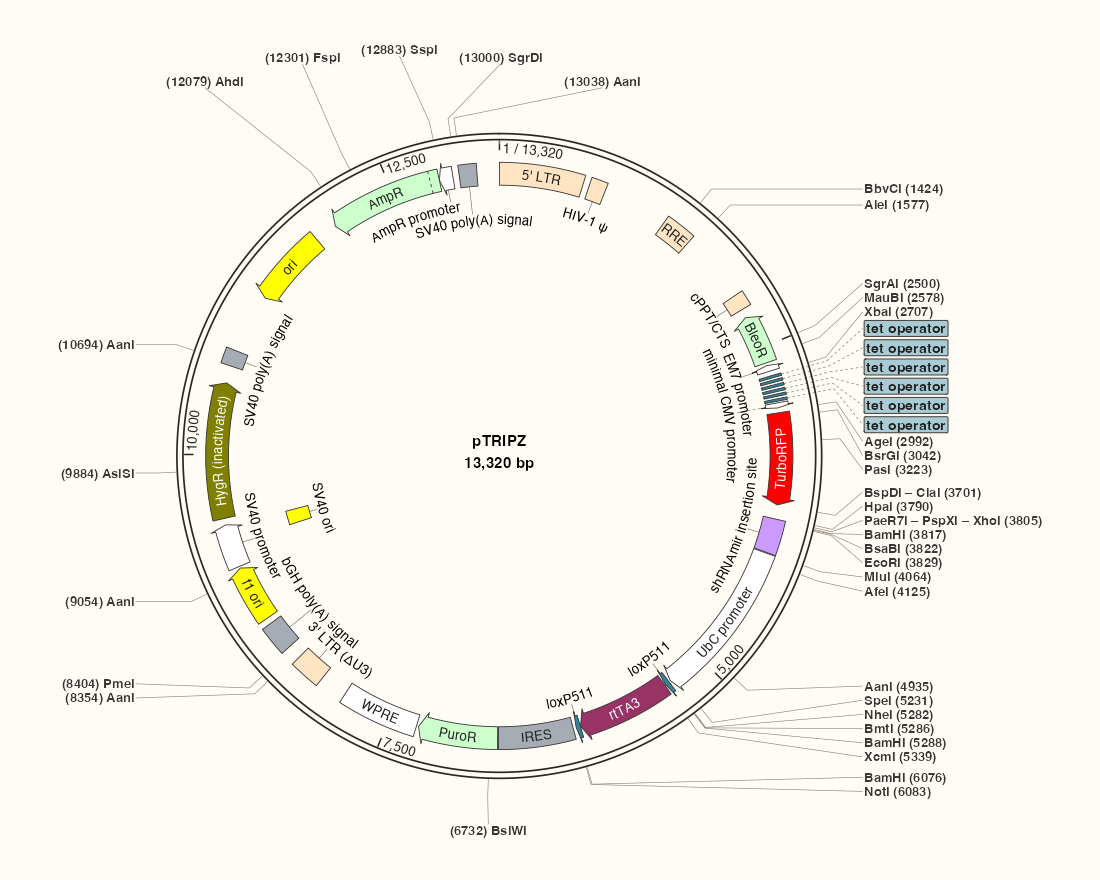 (12883) SspI
(12301) FspI
(13000) SgrDI
(12079) AhdI
(13038) AanI
1 / 13,320
12,500
5' LTR
AmpR
HIV-1 ψ
AmpR promoter
SV40 poly(A) signal
BbvCI (1424)
AleI (1577)
RRE
ori
SgrAI (2500)
MauBI (2578)
XbaI (2707)
cPPT/CTS
BleoR
EM7 promoter
minimal CMV promoter
tet operator
tet operator
tet operator
tet operator
tet operator
tet operator
(10694) AanI
SV40 poly(A) signal
AgeI (2992)
BsrGI (3042)
PasI (3223)
TurboRFP
10,000
HygR (inactivated)
pTRIPZ
13,320 bp
(9884) AsiSI
BspDI – ClaI (3701)
HpaI (3790)
PaeR7I – PspXI – XhoI (3805)
BamHI (3817)
BsaBI (3822)
EcoRI (3829)
MluI (4064)
AfeI (4125)
shRNAmir insertion site
SV40 ori
SV40 promoter
(9054) AanI
f1 ori
bGH poly(A) signal
3' LTR (ΔU3)
UbC promoter
5,000
loxP511
loxP511
(8404) PmeI
(8354) AanI
AanI (4935)
SpeI (5231)
NheI (5282)
BmtI (5286)
BamHI (5288)
XcmI (5339)
rtTA3
WPRE
PuroR
IRES
7,500
BamHI (6076)
NotI (6083)
(6732) BsiWI